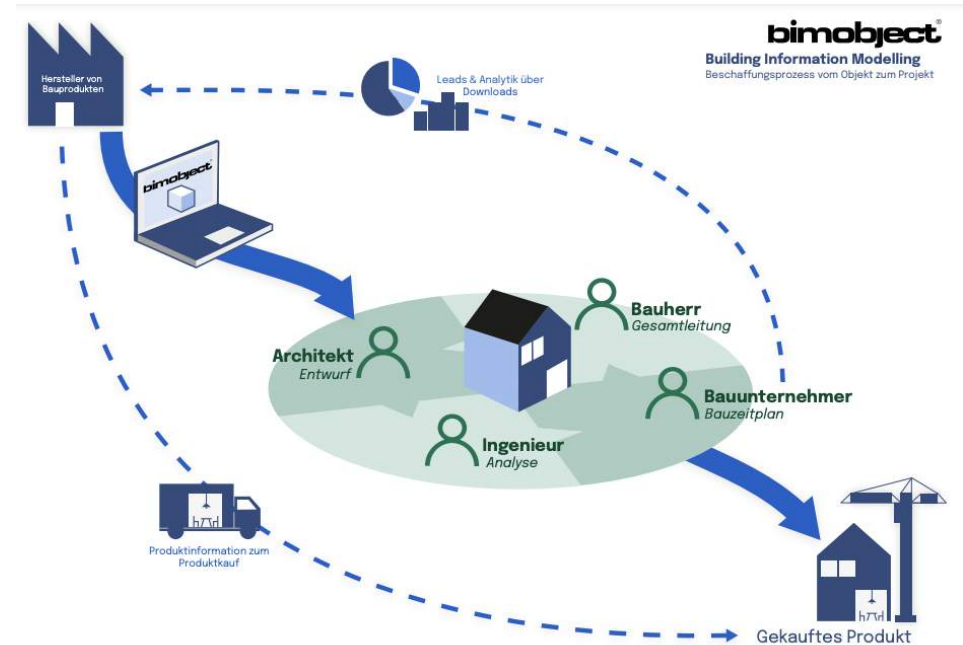 bimobject®
Building Information Modelling
Beschaffungsprozess vom Objekt zum Projekt
Hersteller von
Bauprodukten
Leads & Analytik über
Downloads
bimobject®
Bauherr
Gesamtleitung
Architekt
Entwurf
Bauunternehmer
Bauzeitplan
Ingenieur
Analyse
Produktinformation zum
Produktkauf
Gekauftes Produkt